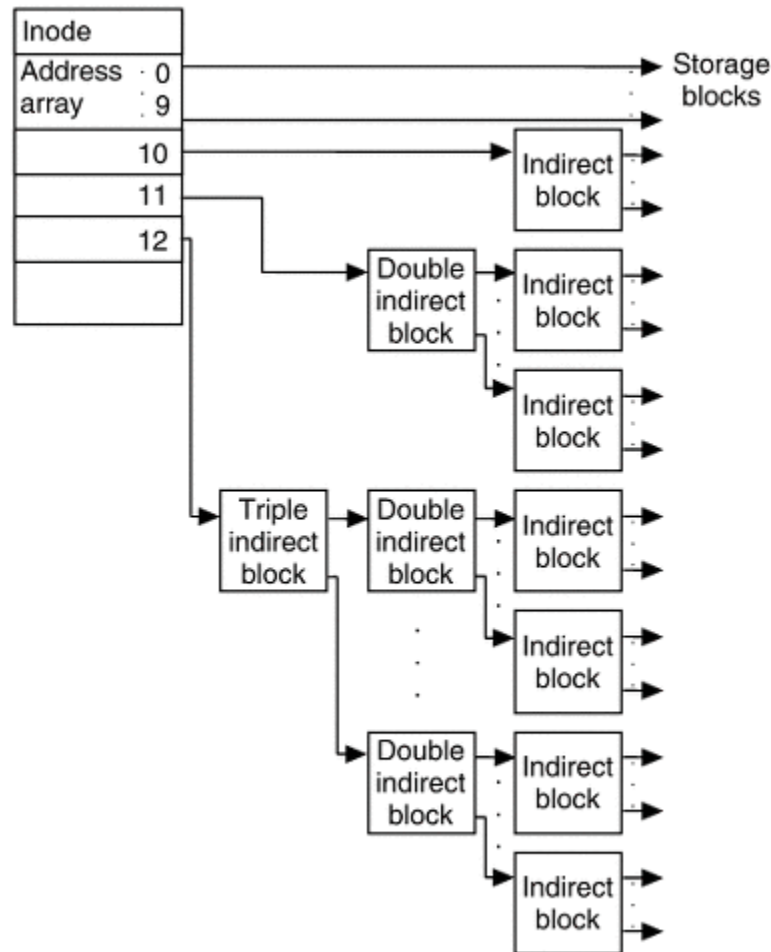 Inode
Address 0
array 9
Storage
blocks
10
Indirect
block
11
12
Double
indirect
block
Indirect
block
Indirect
block
Triple
indirect
block
Double
indirect
block
Indirect
block
Indirect
block
Double
indirect
block
Indirect
block
Indirect
block